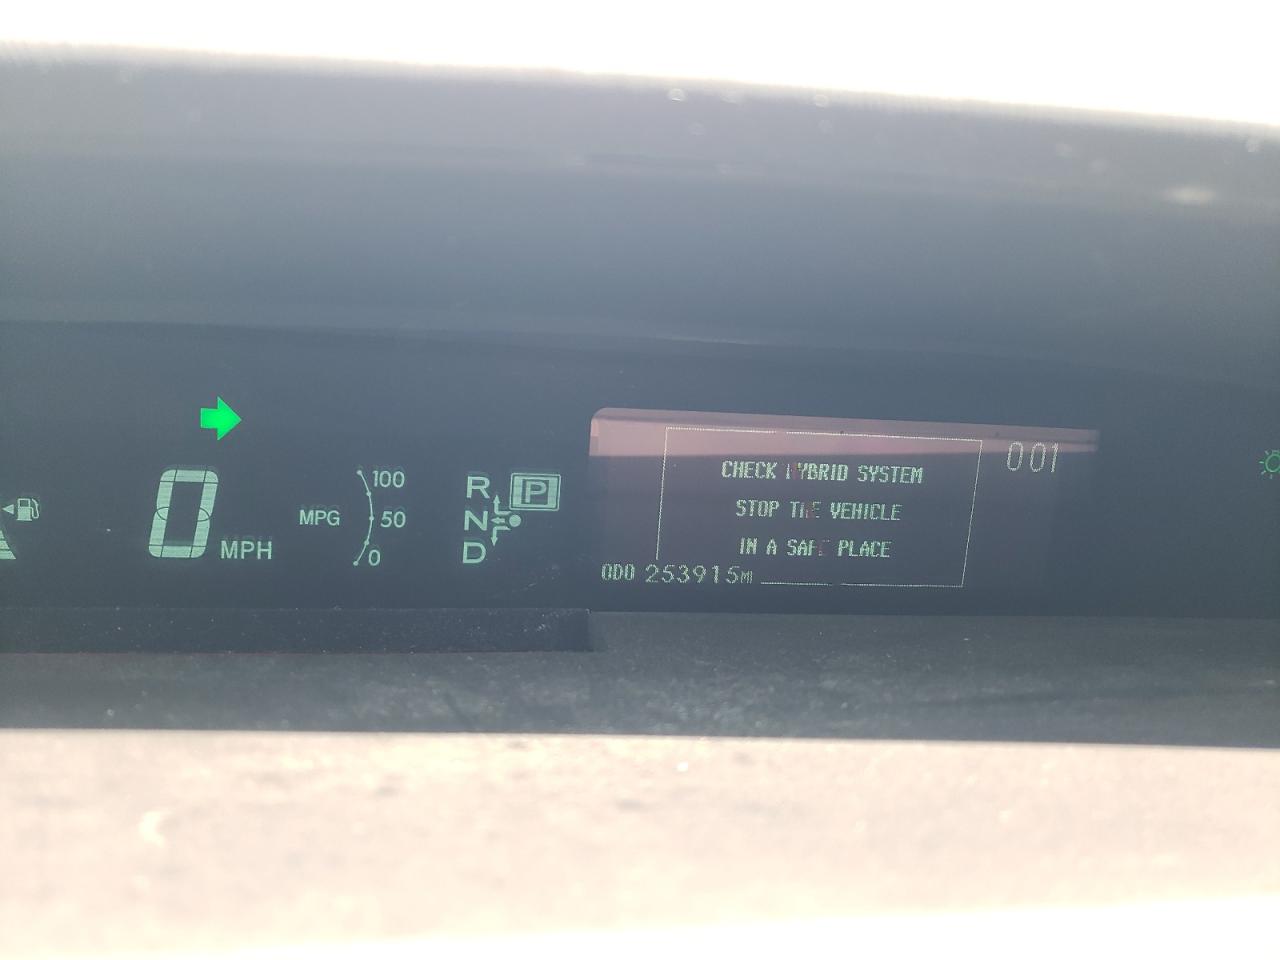 0 MPH
MPG
100
50
0
R
P
N
D
CHECK HYBRID SYSTEM
STOP THE VEHICLE
IN A SAFE PLACE
001
ODO 253915MI